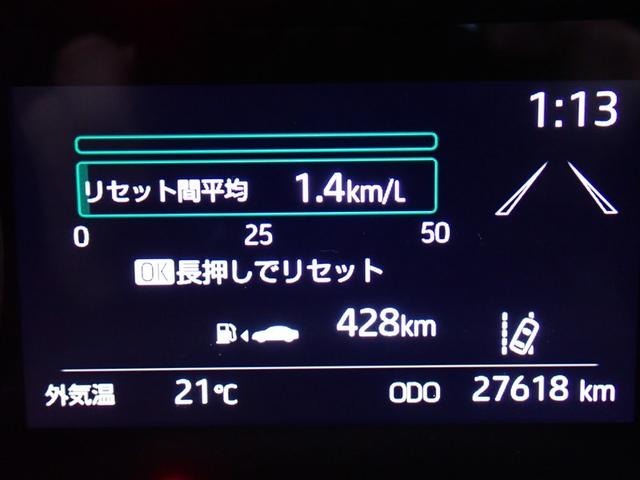 1:13
リセット間平均 1.4km/L
0 25 50
OK長押しでリセット
428km
外気温 21℃ ODO 27618 km